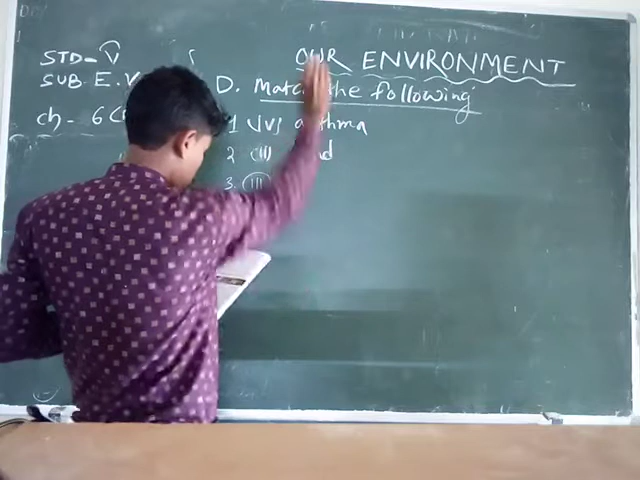 STD-V
OUR ENVIRONMENT
SUB. E.V
D. Match the following
ch- 6(
1 asthma
2 (ii)
3. (iii)